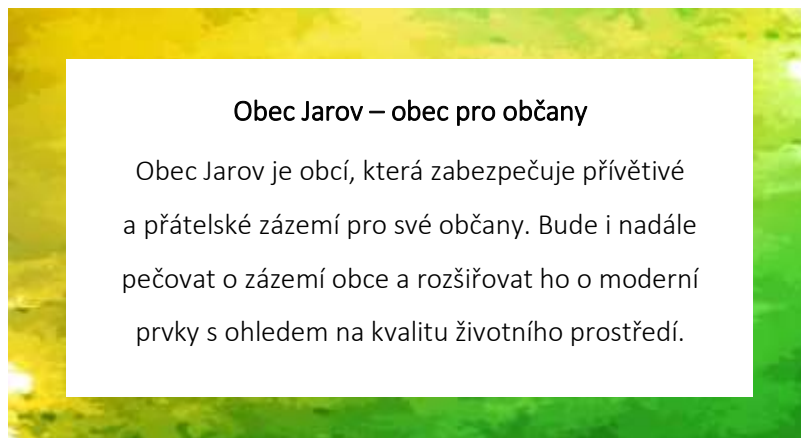 Obec Jarov – obec pro občany
Obec Jarov je obcí, která zabezpečuje přívětivé
a přátelské zázemí pro své občany. Bude i nadále
pečovat o zázemí obce a rozšiřovat ho o moderní
prvky s ohledem na kvalitu životního prostředí.